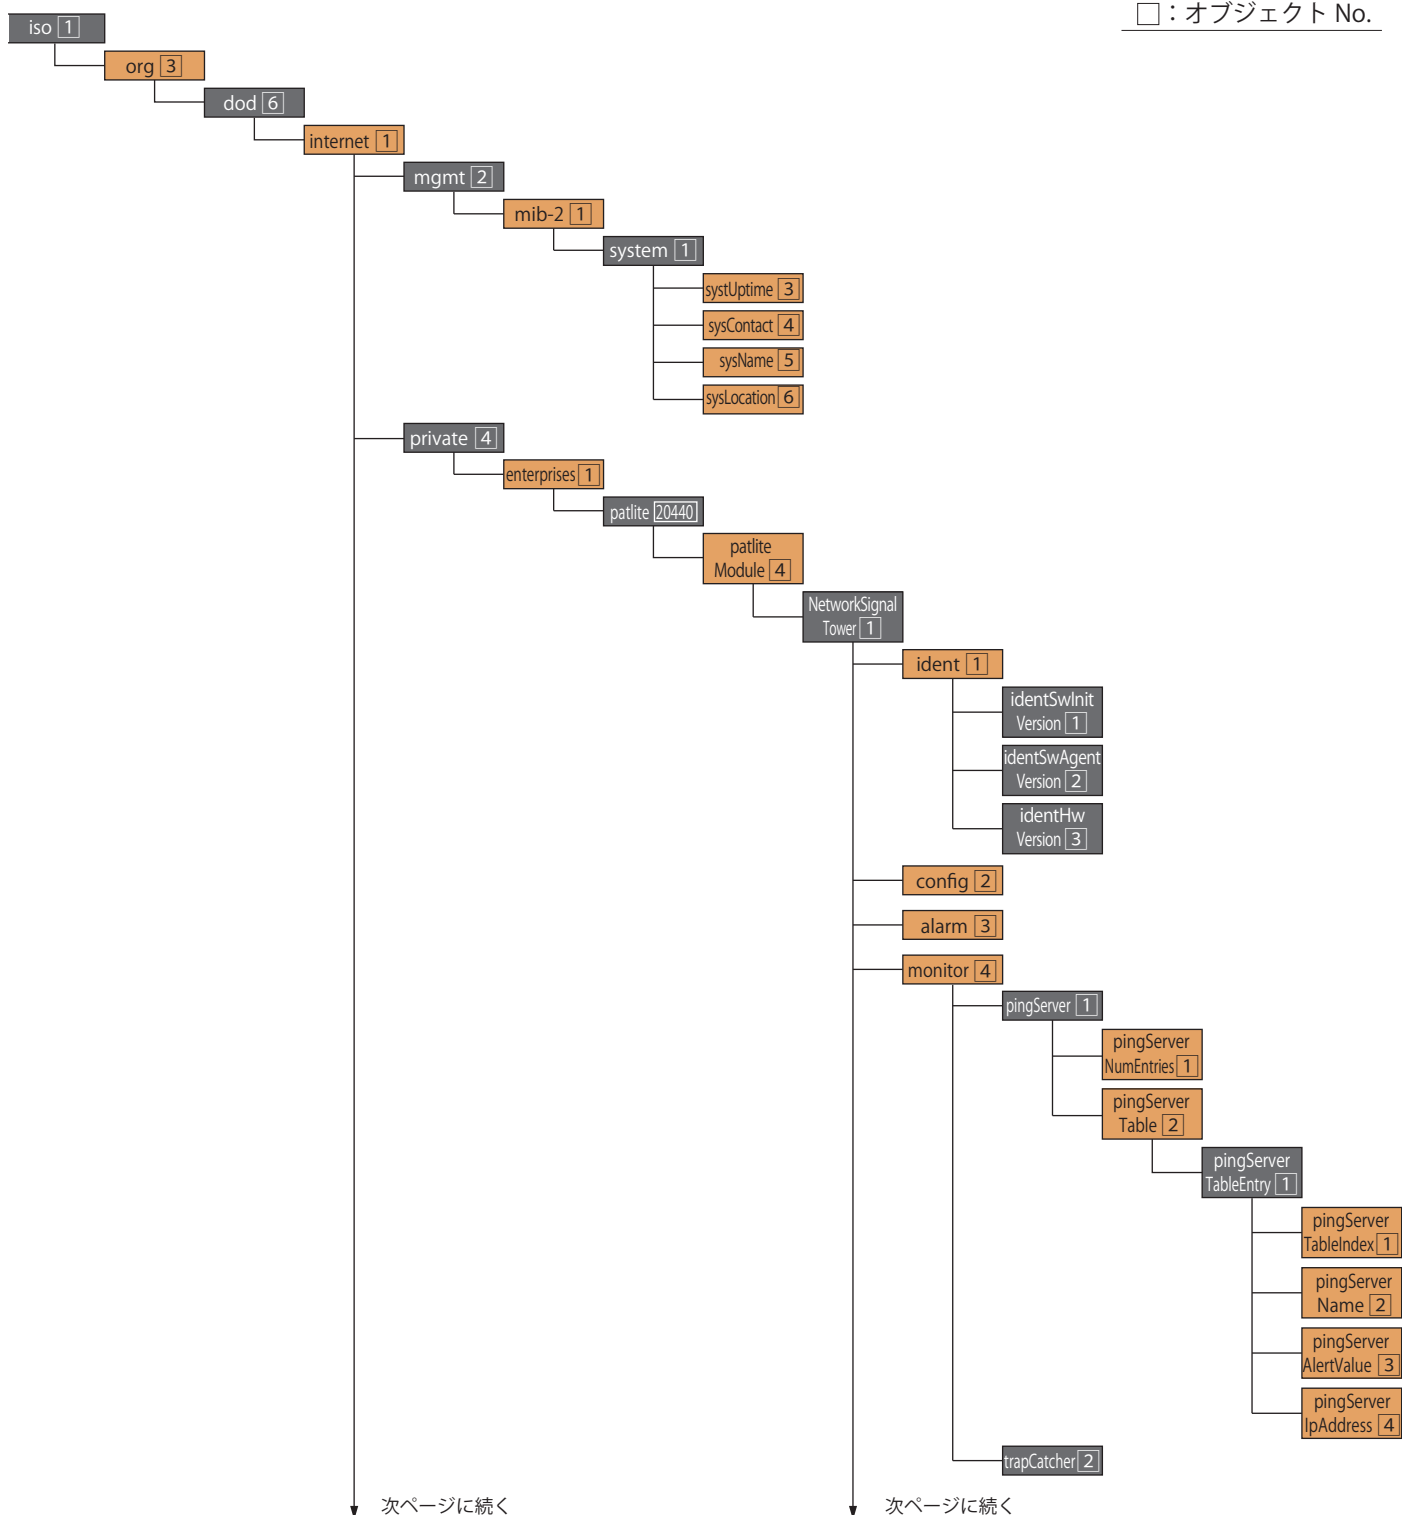 □：オブジェクト No.
iso 1
org 3
dod 6
internet 1
mgmt 2
mib-2 1
system 1
systUptime 3
sysContact 4
sysName 5
sysLocation 6
private 4
enterprises 1
patlite 20440
patlite
Module 4
NetworkSignal
Tower 1
ident 1
identSwInit
Version 1
identSwAgent
Version 2
identHw
Version 3
config 2
alarm 3
monitor 4
pingServer 1
pingServer
NumEntries 1
pingServer
Table 2
pingServer
TableEntry 1
pingServer
TableIndex 1
pingServer
Name 2
pingServer
AlertValue 3
pingServer
IpAddress 4
trapCatcher 2
次ページに続く
次ページに続く